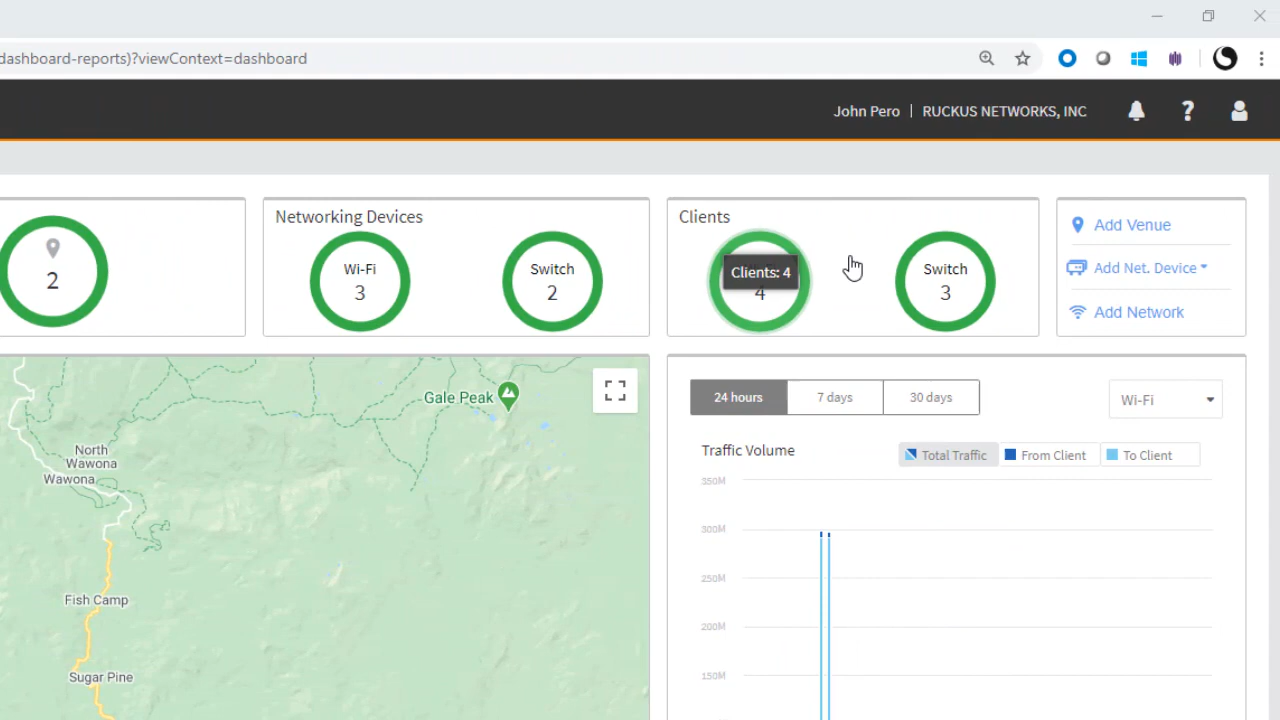 dashboard-reports)?viewContext=dashboard
John Pero | RUCKUS NETWORKS, INC
2
Networking Devices
Wi-Fi
3
Switch
2
Clients
Clients: 4
4
Switch
3
Add Venue
Add Net. Device
Add Network
Gale Peak
North
Wawona
Wawona
Fish Camp
Sugar Pine
24 hours
7 days
30 days
Wi-Fi
Traffic Volume
Total Traffic
From Client
To Client
350M
300M
250M
200M
150M